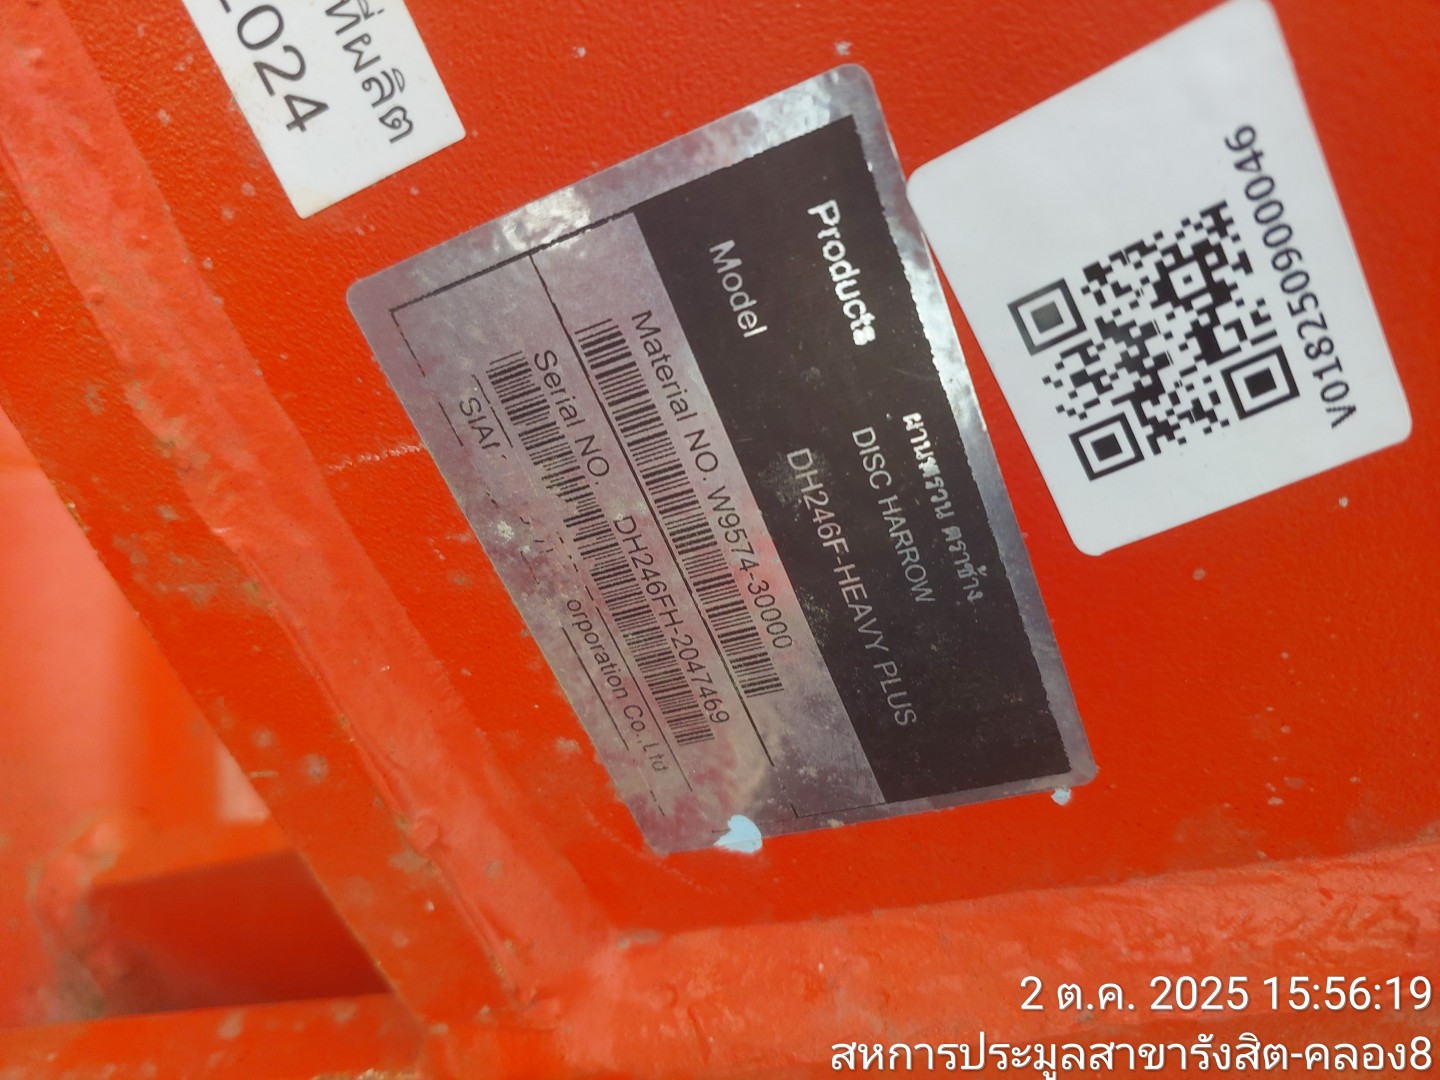 ที่ผลิต
2024
Products
ผานพรวน ตราช้าง
DISC HARROW
Model
DH246F-HEAVY PLUS
Material NO. W9574-30000
Serial NO. DH246FH-2047469
orporation Co.,Ltd
V018250900046
2 ต.ค. 2025 15:56:19
สหการประมูลสาขารังสิต-คลอง8